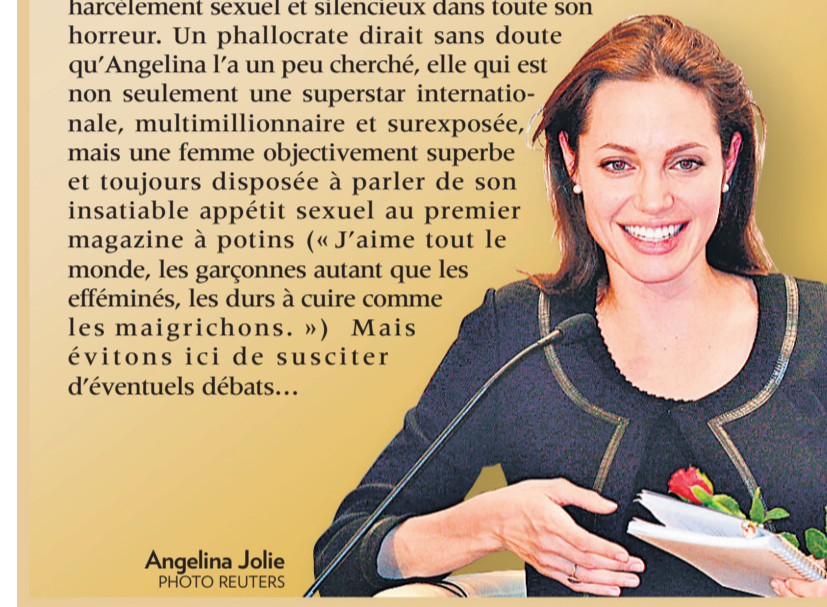 harcèlement sexuel et silencieux dans toute son
horreur. Un phallocrate dirait sans doute
qu’Angelina l’a un peu cherché, elle qui est
non seulement une superstar internatio-
nale, multimillionnaire et surexposée,
mais une femme objectivement superbe
et toujours disposée à parler de son
insatiable appétit sexuel au premier
magazine à potins (« J’aime tout le
monde, les garçonnes autant que les
efféminés, les durs à cuire comme
les maigrichons. ») Mais
évitons ici de susciter
d’éventuels débats…
Angelina Jolie
PHOTO REUTERS